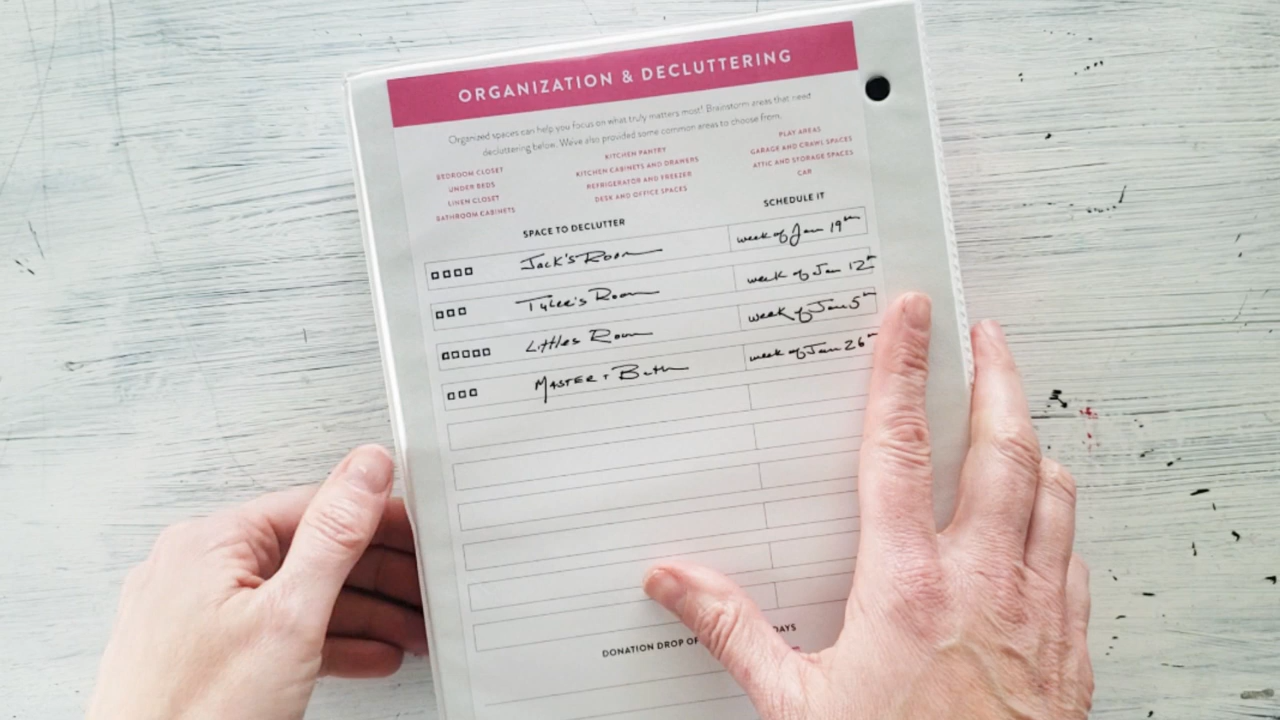 ORGANIZATION & DECLUTTERING
Organized spaces can help you focus on what truly matters most! Brainstorm areas that need
decluttering below. We've also provided some common areas to choose from.
BEDROOM CLOSET
UNDER BEDS
LINEN CLOSET
BATHROOM CABINETS
KITCHEN PANTRY
KITCHEN CABINETS AND DRAWERS
REFRIGERATOR AND FREEZER
DESK AND OFFICE SPACES
PLAY AREAS
GARAGE AND CRAWL SPACES
ATTIC AND STORAGE SPACES
CAR
SPACE TO DECLUTTER SCHEDULE IT
Jack's Room week of Jan 19th
Tylee's Room week of Jan 12th
Littles Room week of Jan 5th
MASTER + Bath week of Jan 26th
DONATION DROP OF DAYS